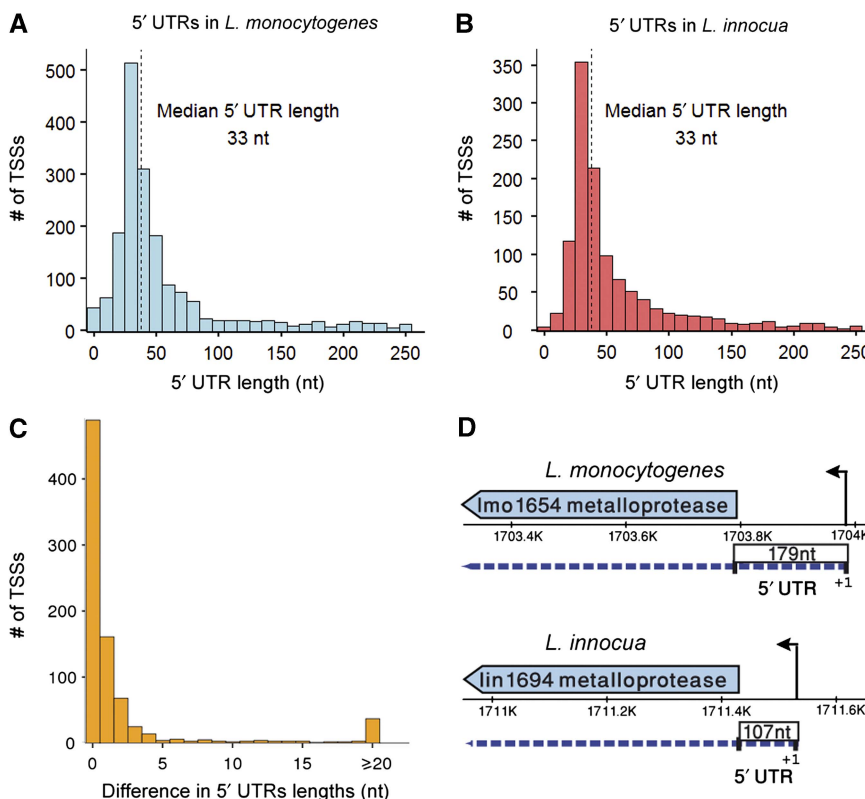 A
5′ UTRs in L. monocytogenes
# of TSSs
500
400
300
200
100
0
Median 5′ UTR length
33 nt
0 50 100 150 200 250
5′ UTR length (nt)
B
5′ UTRs in L. innocua
# of TSSs
350
300
250
200
150
100
50
0
Median 5′ UTR length
33 nt
0 50 100 150 200 250
5′ UTR length (nt)
C
# of TSSs
400
300
200
100
0
0 5 10 15 ≥20
Difference in 5′ UTRs lengths (nt)
D
L. monocytogenes
lmo1654 metalloprotease
1703.4K 1703.6K 1703.8K 1704K
179nt
5′ UTR +1
L. innocua
lin1694 metalloprotease
1711K 1711.2K 1711.4K 1711.6K
107nt
+1
5′ UTR